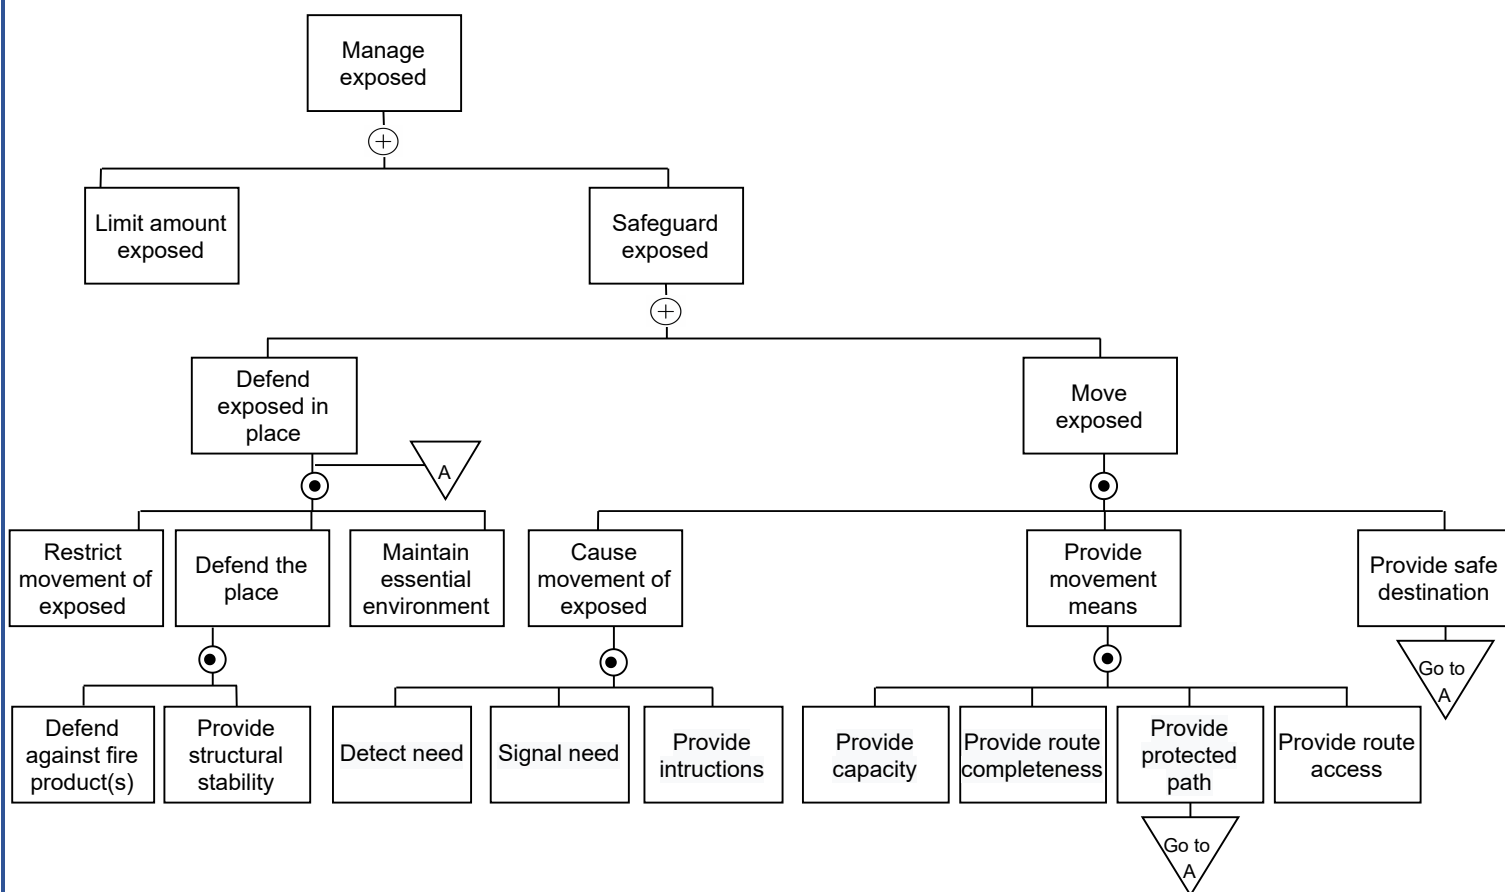 Manage
exposed
Limit amount
exposed
Safeguard
exposed
Defend
exposed in
place
Move
exposed
A
Restrict
movement of
exposed
Defend the
place
Maintain
essential
environment
Cause
movement of
exposed
Provide
movement
means
Provide safe
destination
Go to
A
Defend
against fire
product(s)
Provide
structural
stability
Detect need
Signal need
Provide
intructions
Provide
capacity
Provide route
completeness
Provide
protected
path
Provide route
access
Go to
A